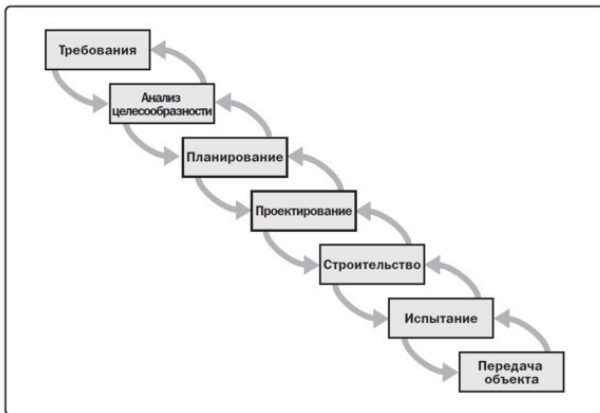 Требования
Анализ
целесообразности
Планирование
Проектирование
Строительство
Испытание
Передача
объекта